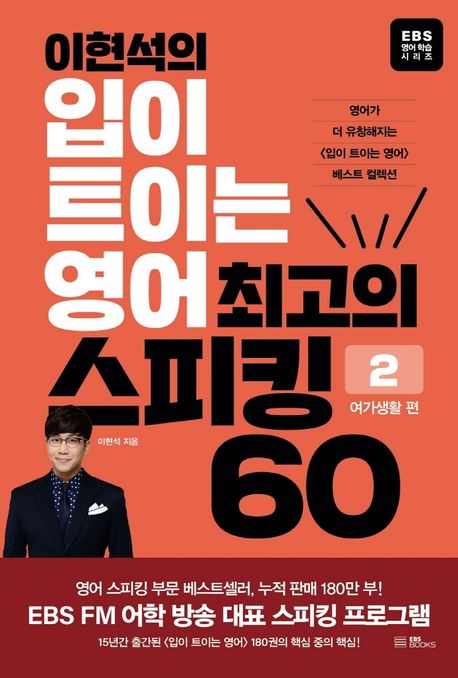 이현석의
EBS
영어 학습
시리즈
입이
트이는
영어
영어가
더 유창해지는
〈입이 트이는 영어〉
베스트 컬렉션
최고의
스피킹
60
2
여가생활 편
이현석 지음
영어 스피킹 부문 베스트셀러, 누적 판매 180만 부!
EBS FM 어학 방송 대표 스피킹 프로그램
15년간 출간된 〈입이 트이는 영어〉 180권의 핵심 중의 핵심!
EBS
BOOKS